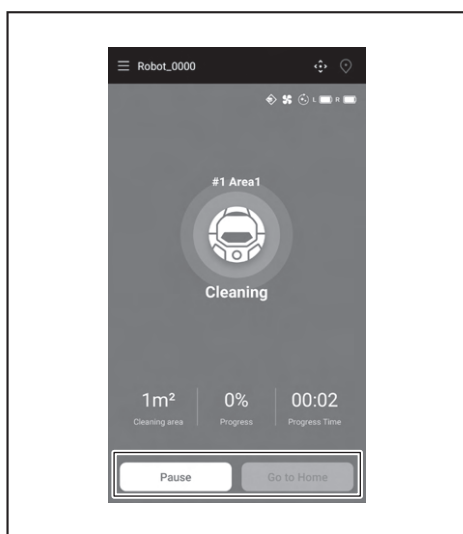 Robot_0000
L R
#1 Area1
Cleaning
1m² 0% 00:02
Cleaning area Progress Progress Time
Pause Go to Home